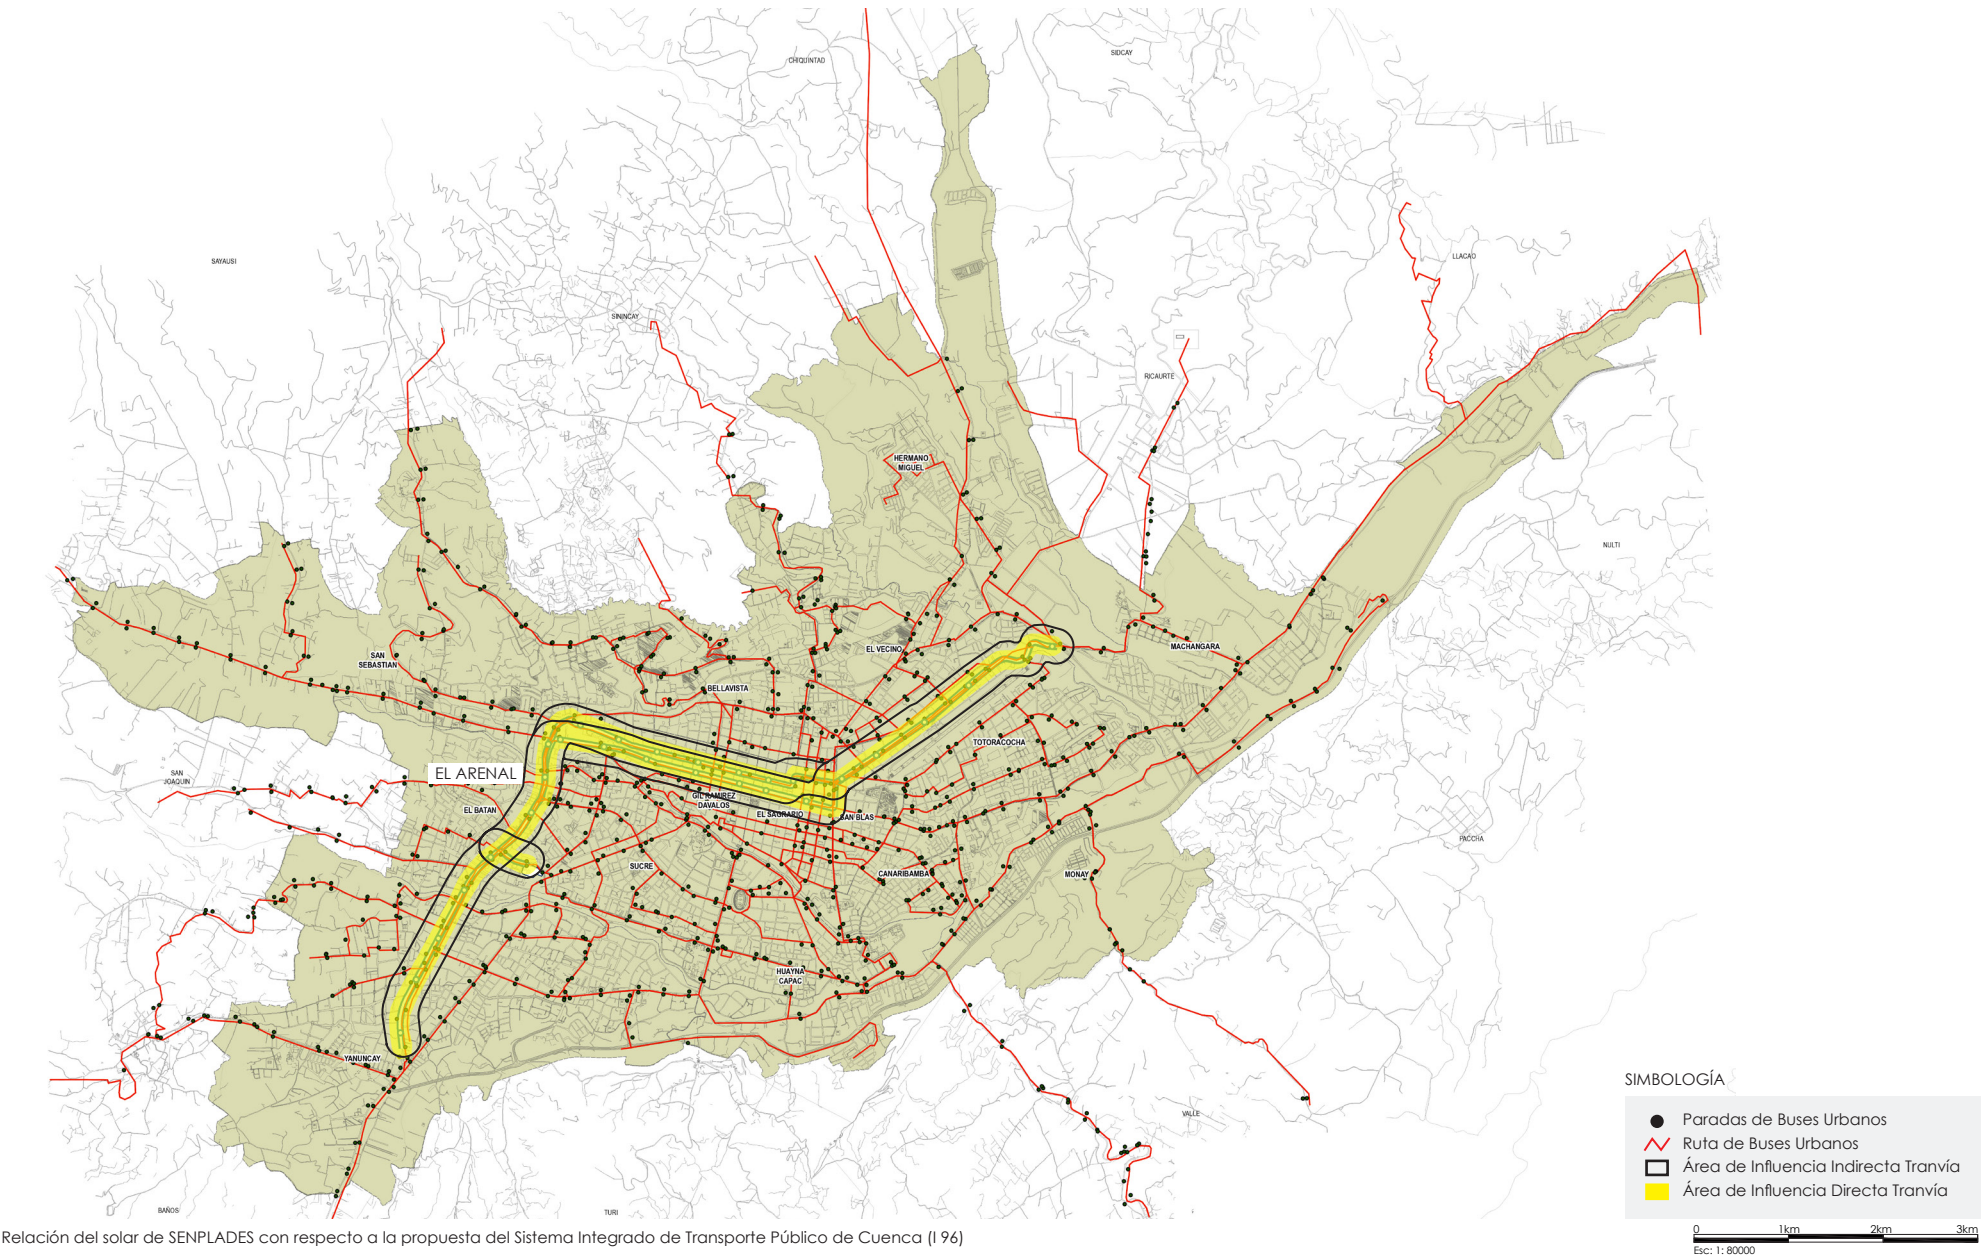 CHIQUINTAD
SIDCAY
SAYAUSI
LLACAO
SININCAY
RICAURTE
HERMANO
MIGUEL
NULTI
SAN
SEBASTIAN
EL VECINO
MACHANGARA
BELLAVISTA
TOTORACOCHA
SAN
JOAQUIN
EL ARENAL
EL BATAN
GIL RAMIREZ
DAVALOS
EL SAGRARIO
SAN BLAS
PACCHA
SUCRE
CANARIBAMBA
MONAY
HUAYNA
CAPAC
YANUNCAY
VALLE
BAÑOS
TURI
SIMBOLOGÍA
Paradas de Buses Urbanos
Ruta de Buses Urbanos
Área de Influencia Indirecta Tranvía
Área de Influencia Directa Tranvía
0 1km 2km 3km
Esc: 1: 80000
Relación del solar de SENPLADES con respecto a la propuesta del Sistema Integrado de Transporte Público de Cuenca (I 96)